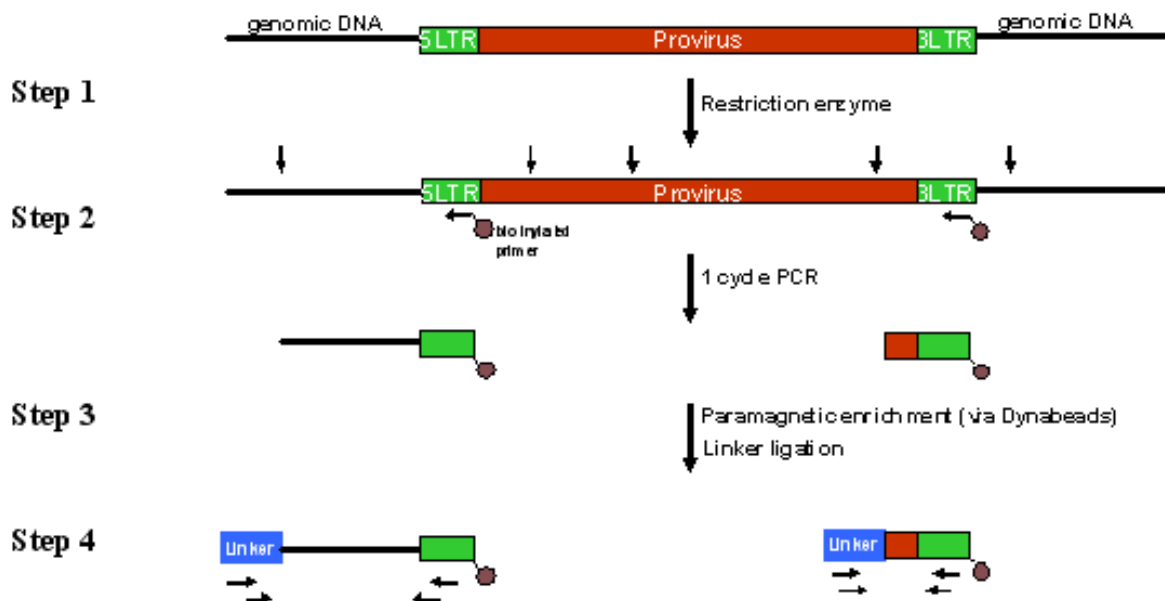 genomic DNA
genomic DNA
5LTR
Provirus
3LTR
Step 1
Restriction enzyme
5LTR
Provirus
3LTR
Step 2
biotinylated
primer
1 cycle PCR
Step 3
Paramagnetic enrichment (via Dynabeads)
Linker ligation
Step 4
Linker
Linker